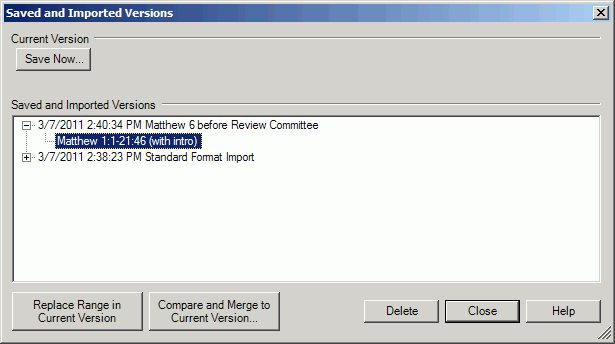 Saved and Imported Versions
Current Version
Save Now...
Saved and Imported Versions
3/7/2011 2:40:34 PM Matthew 6 before Review Committee
Matthew 1:1-21:46 (with intro)
3/7/2011 2:38:23 PM Standard Format Import
Replace Range in
Current Version
Compare and Merge to
Current Version...
Delete
Close
Help